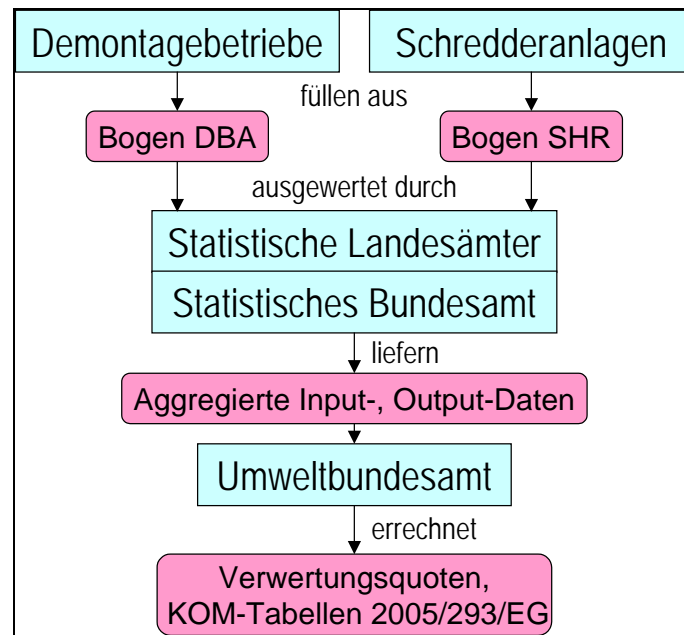 Demontagebetriebe
Schredderanlagen
füllen aus
Bogen DBA
Bogen SHR
ausgewertet durch
Statistische Landesämter
Statistisches Bundesamt
liefern
Aggregierte Input-, Output-Daten
Umweltbundesamt
errechnet
Verwertungsquoten,
KOM-Tabellen 2005/293/EG